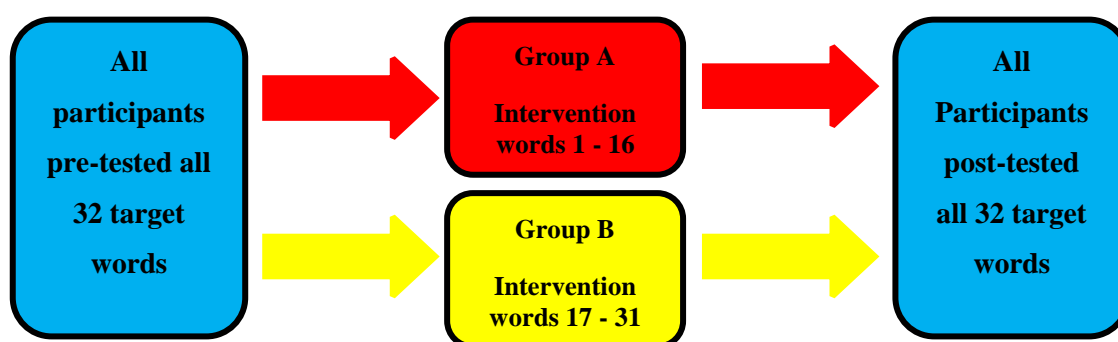 All
participants
pre-tested all
32 target
words
Group A
Intervention
words 1 - 16
Group B
Intervention
words 17 - 31
All
Participants
post-tested
all 32 target
words